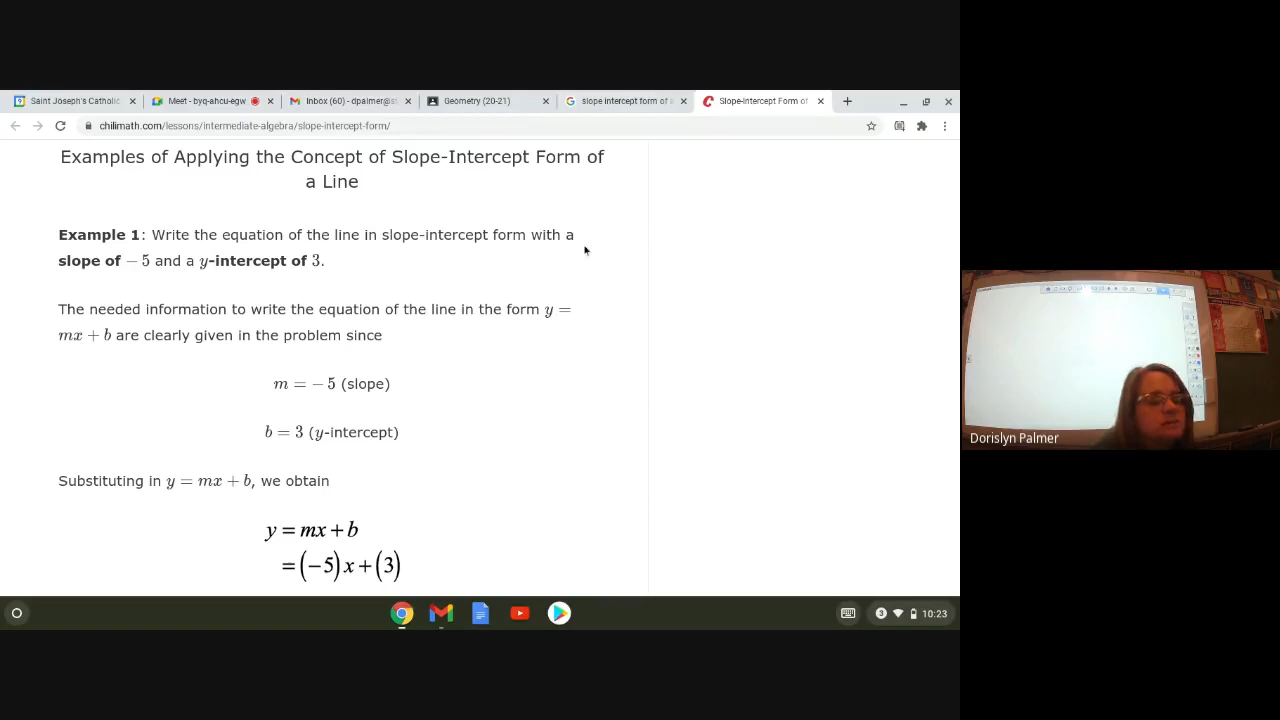 Saint Joseph's Catholic
Meet - byq-ahcu-egw
Inbox (60) - dpalmer@st
Geometry (20-21)
slope intercept form of a
Slope-Intercept Form of
chilimath.com/lessons/intermediate-algebra/slope-intercept-form/
Examples of Applying the Concept of Slope-Intercept Form of
a Line
Example 1: Write the equation of the line in slope-intercept form with a
slope of −5 and a y-intercept of 3.
The needed information to write the equation of the line in the form y =
mx + b are clearly given in the problem since
m = −5 (slope)
b = 3 (y-intercept)
Substituting in y = mx + b, we obtain
y = mx + b
= (−5) x + (3)
Dorislyn Palmer
3 10:23